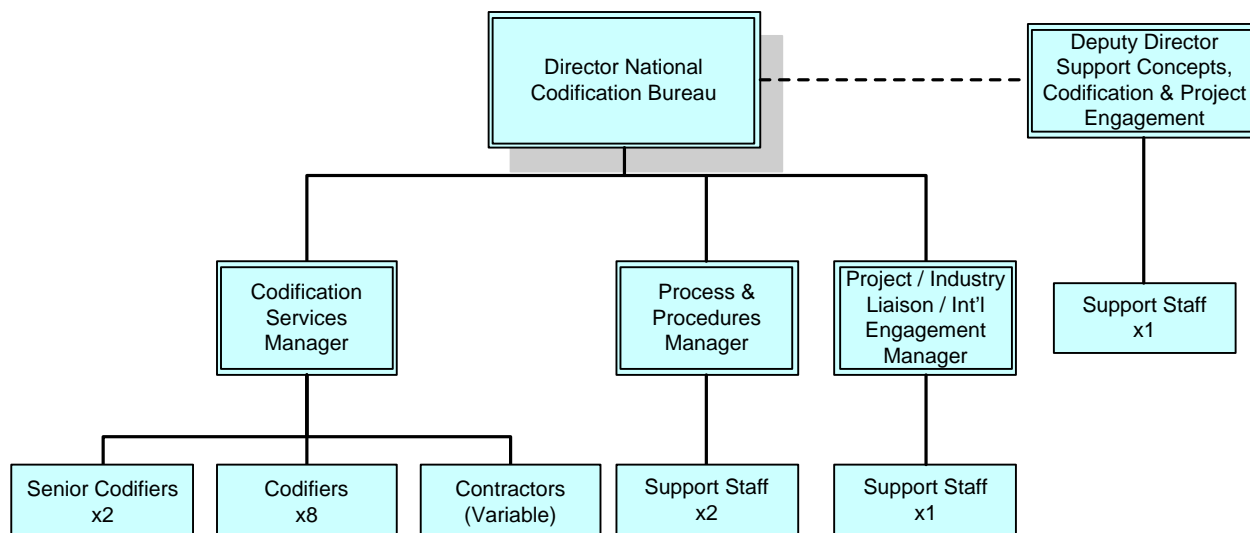 Director National
Codification Bureau
Deputy Director
Support Concepts,
Codification & Project
Engagement
Codification
Services
Manager
Process &
Procedures
Manager
Project / Industry
Liaison / Int'l
Engagement
Manager
Support Staff
x1
Senior Codifiers
x2
Codifiers
x8
Contractors
(Variable)
Support Staff
x2
Support Staff
x1